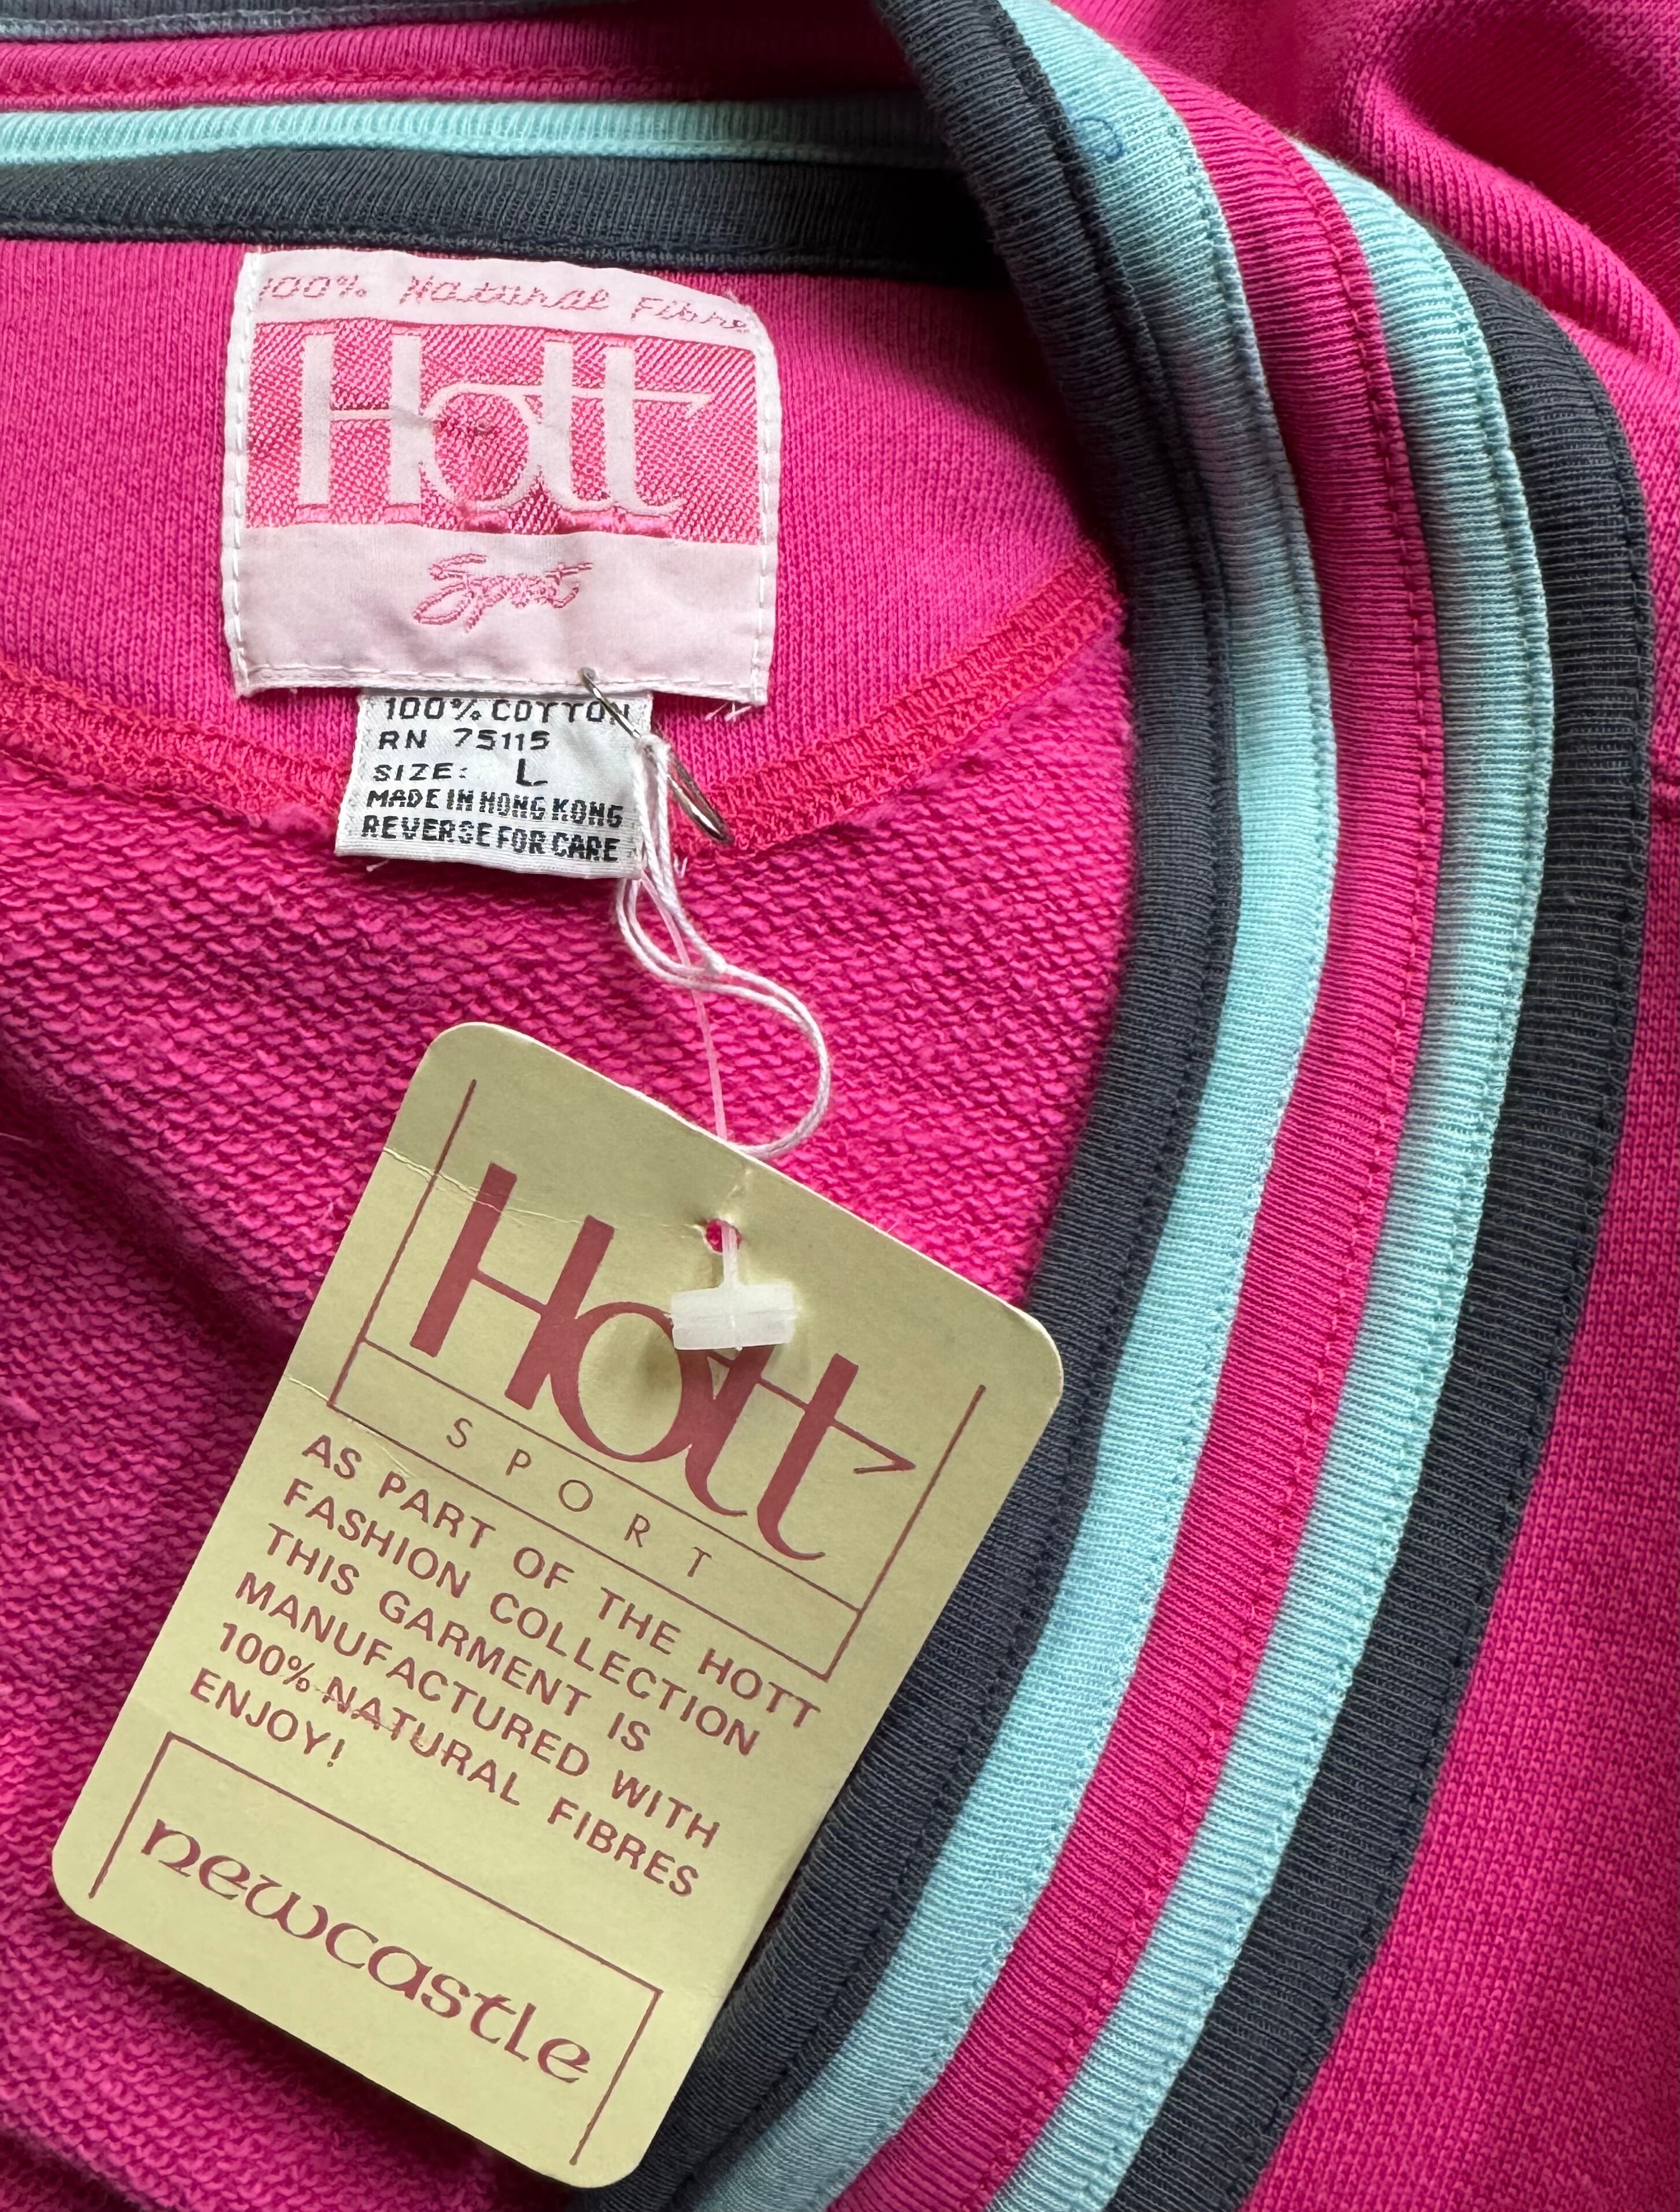 100% Natural Fibre
Hott
Sport
100% COTTON
RN 75115
SIZE: L
MADE IN HONG KONG
REVERSE FOR CARE
Hott
SPORT
AS PART OF THE HOTT
FASHION COLLECTION
THIS GARMENT IS
MANUFACTURED WITH
100% NATURAL FIBRES
ENJOY!
newcastle